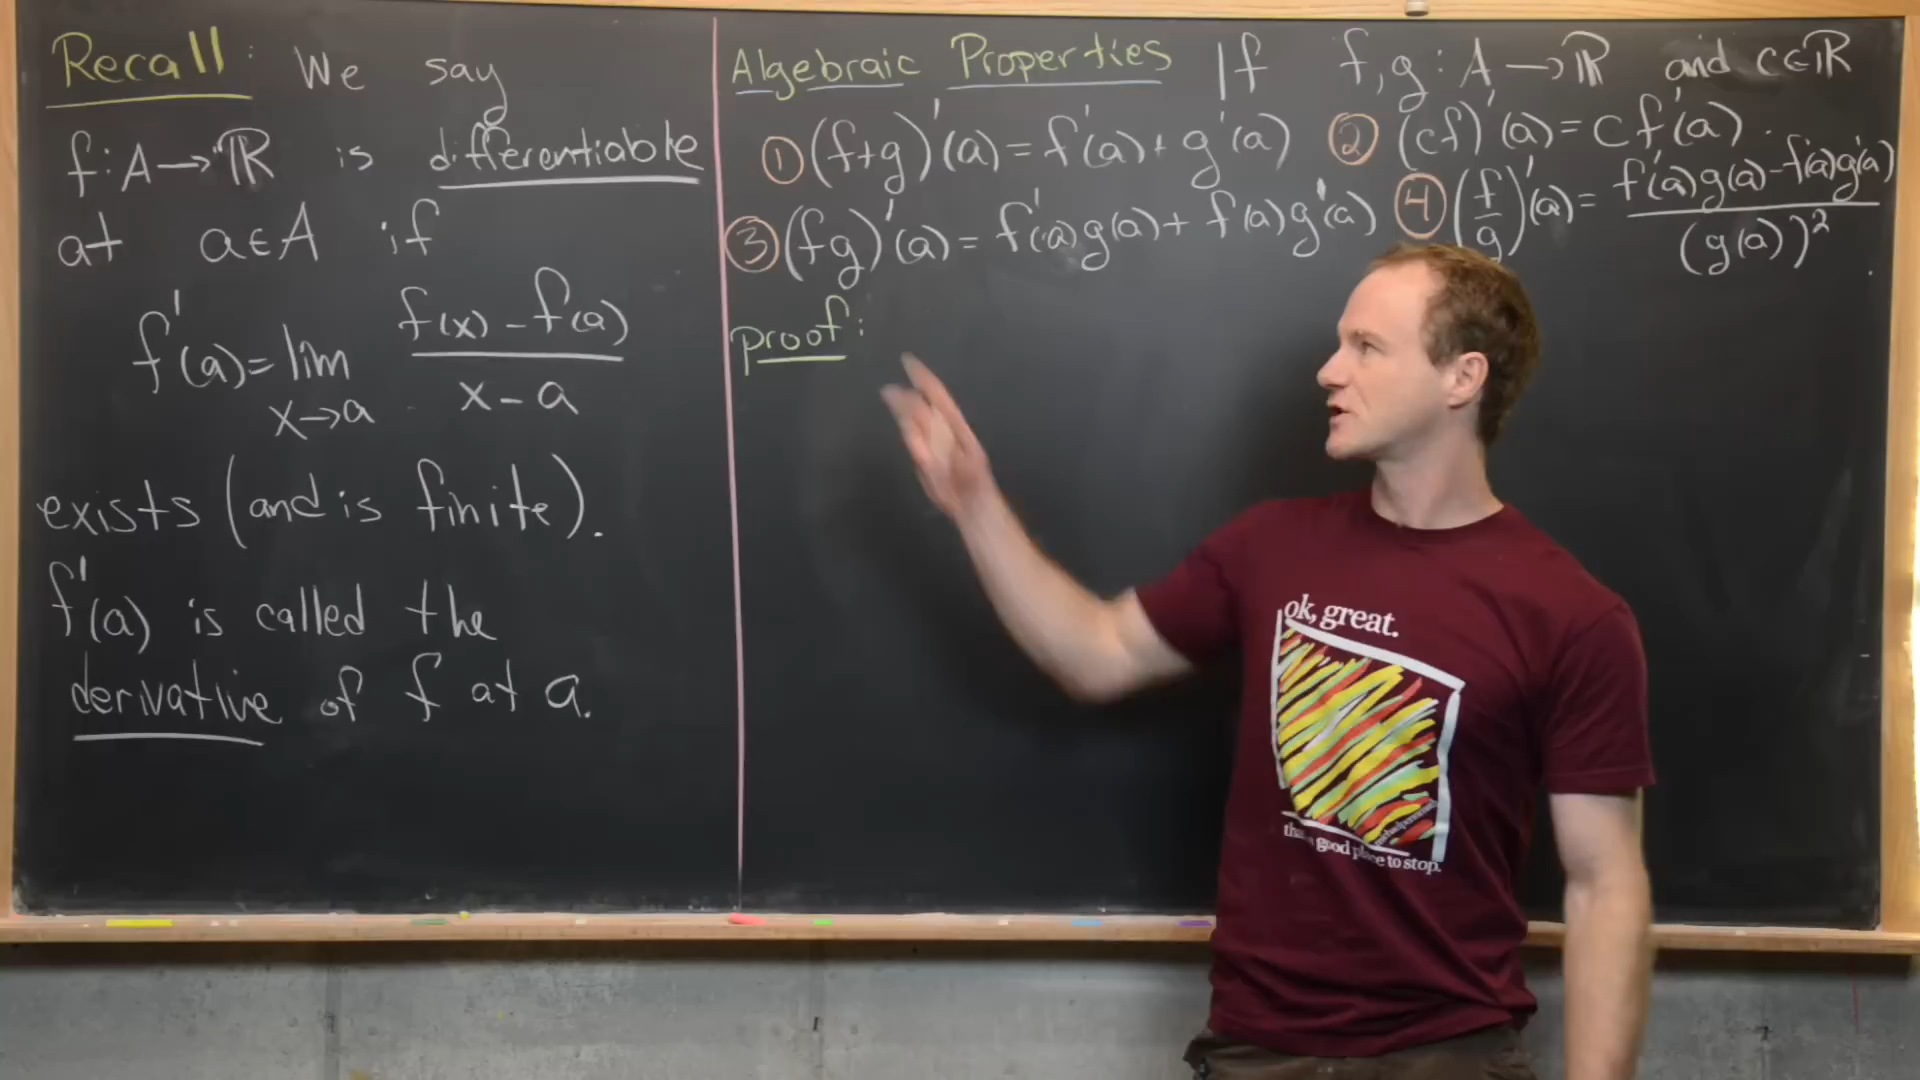 Recall: We say
f: A → ℝ is differentiable
at a ∈ A if
f'(a) = lim x→a (f(x) - f(a)) / (x - a)
exists (and is finite).
f'(a) is called the
derivative of f at a.
Algebraic Properties If f, g: A → ℝ and c ∈ ℝ
① (f+g)'(a) = f'(a) + g'(a) ② (cf)'(a) = cf'(a).
③ (fg)'(a) = f'(a)g(a) + f(a)g'(a) ④ (f/g)'(a) = (f'(a)g(a) - f(a)g'(a)) / (g(a))²
proof:
ok, great.
good place to stop.